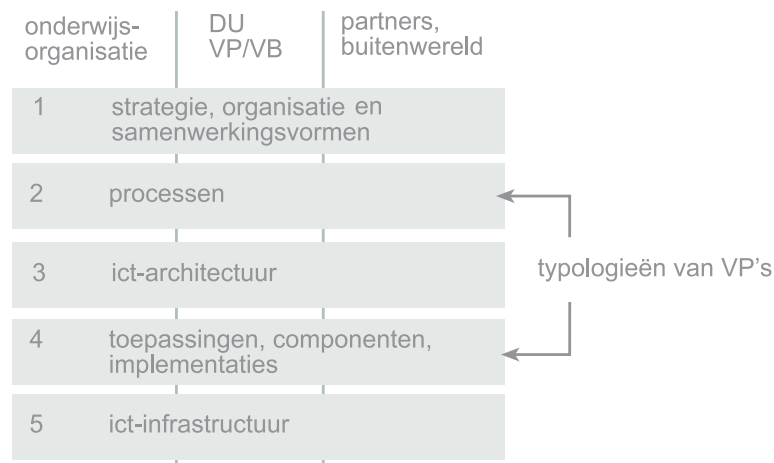 onderwijs-
organisatie
DU
VP/VB
partners,
buitenwereld
1 strategie, organisatie en
samenwerkingsvormen
2 processen
3 ict-architectuur
typologieën van VP's
4 toepassingen, componenten,
implementaties
5 ict-infrastructuur